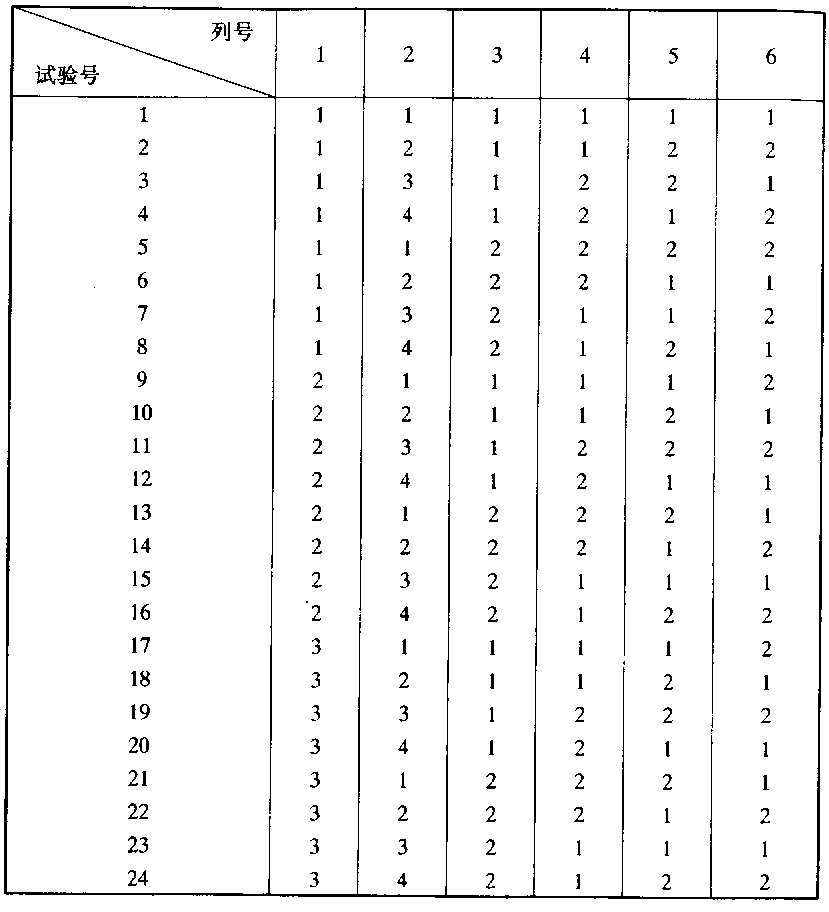 列号
试验号
1 2 3 4 5 6
1 1 1 1 1 1 1
2 1 2 1 1 2 2
3 1 3 1 2 2 1
4 1 4 1 2 1 2
5 1 1 2 2 2 2
6 1 2 2 2 1 1
7 1 3 2 1 1 2
8 1 4 2 1 2 1
9 2 1 1 1 1 2
10 2 2 1 1 2 1
11 2 3 1 2 2 2
12 2 4 1 2 1 1
13 2 1 2 2 2 1
14 2 2 2 2 1 2
15 2 3 2 1 1 1
16 2 4 2 1 2 2
17 3 1 1 1 1 2
18 3 2 1 1 2 1
19 3 3 1 2 2 2
20 3 4 1 2 1 1
21 3 1 2 2 2 1
22 3 2 2 2 1 2
23 3 3 2 1 1 1
24 3 4 2 1 2 2